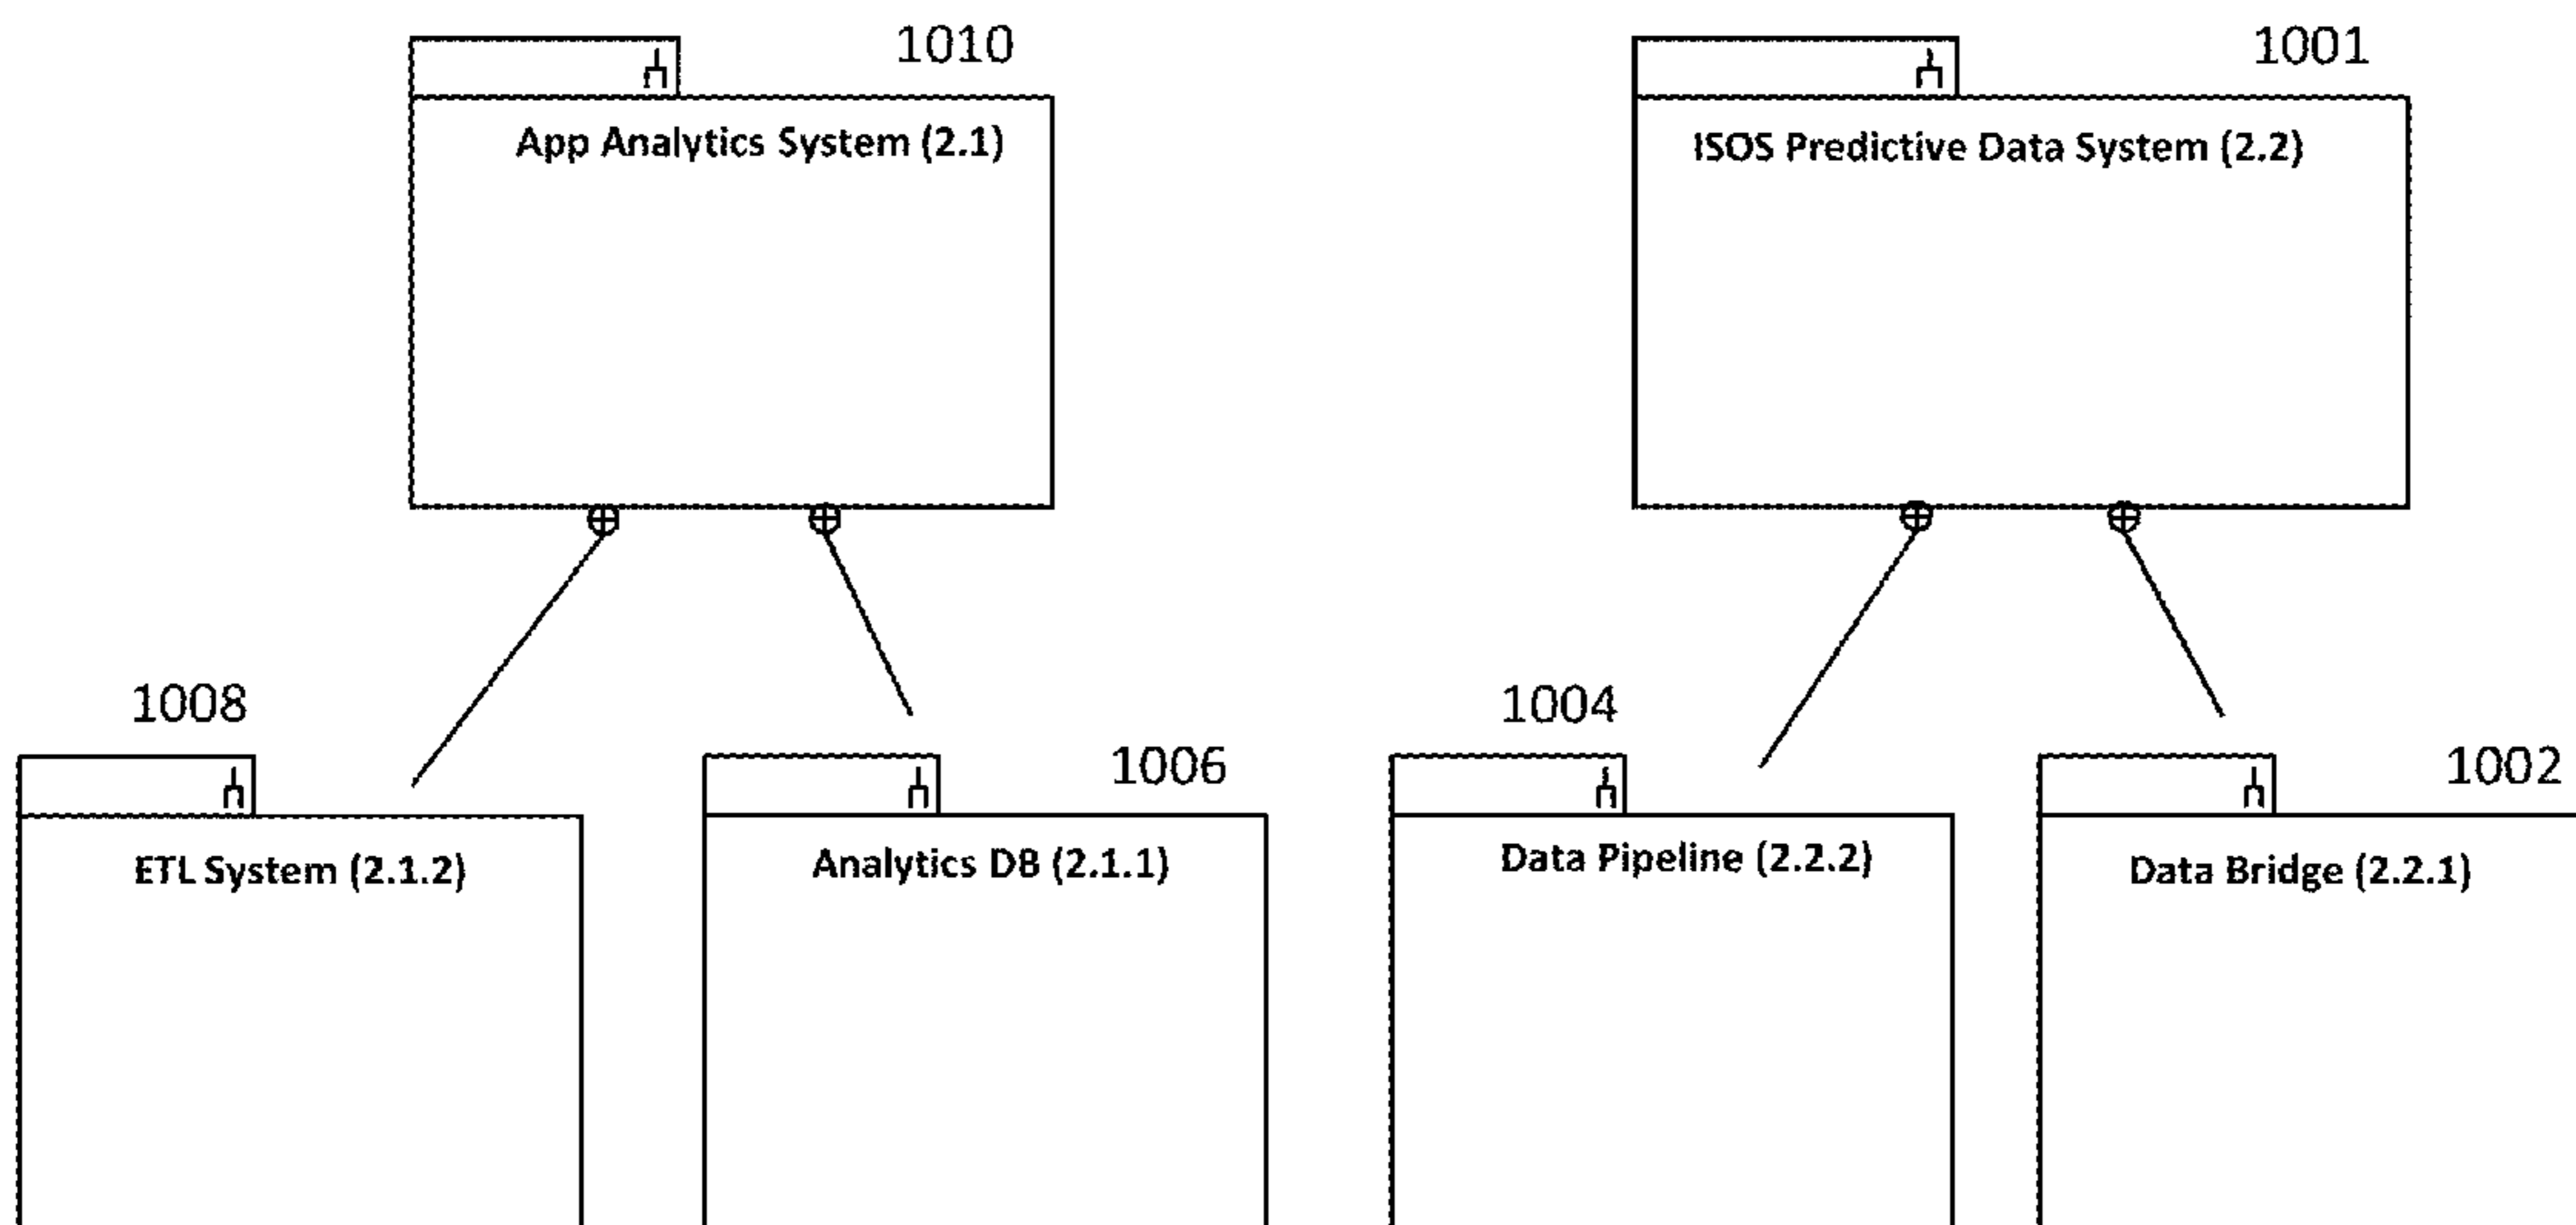 1010
1001
App Analytics System (2.1)
ISOS Predictive Data System (2.2)
1008
1004
1006
1002
ETL System (2.1.2)
Analytics DB (2.1.1)
Data Pipeline (2.2.2)
Data Bridge (2.2.1)